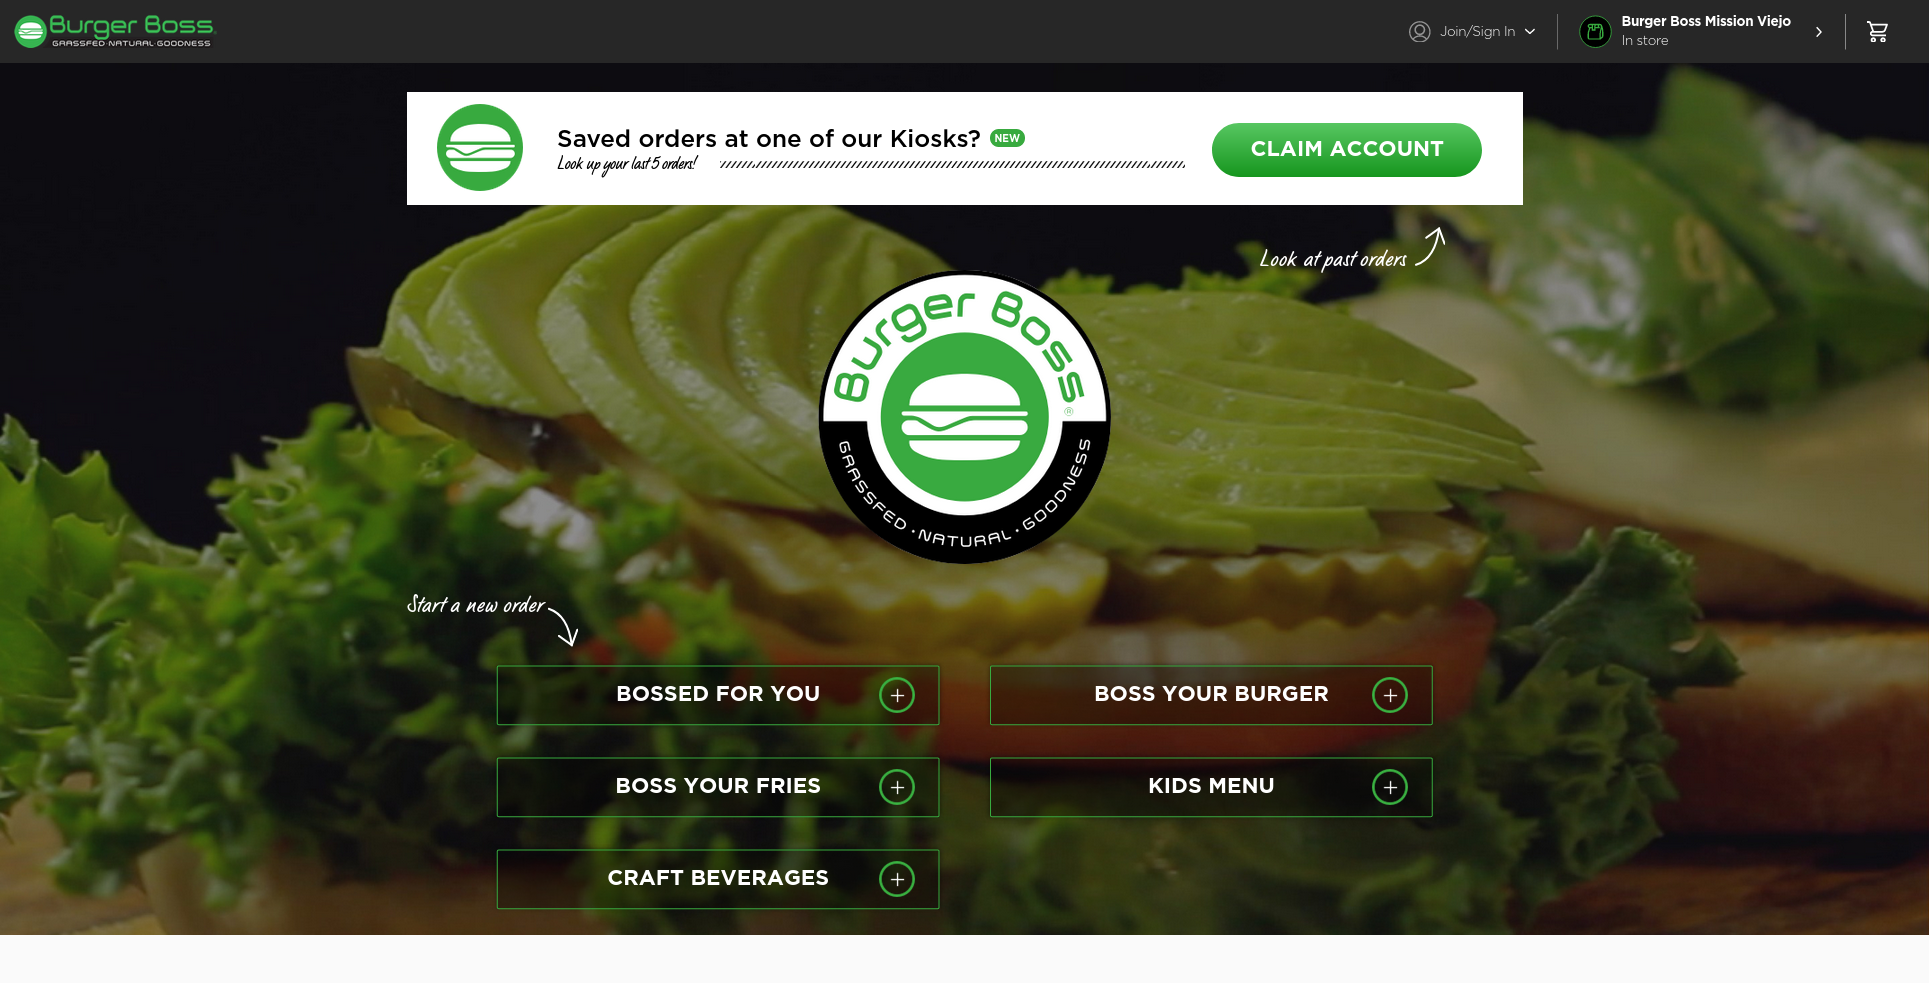 Burger Boss
GRASSFED·NATURAL·GOODNESS
Join/Sign In
Burger Boss Mission Viejo
In store
Saved orders at one of our Kiosks? NEW
Look up your last 5 orders!
CLAIM ACCOUNT
Look at past orders
Burger Boss®
GRASSFED · NATURAL · GOODNESS
Start a new order
BOSSED FOR YOU
BOSS YOUR BURGER
BOSS YOUR FRIES
KIDS MENU
CRAFT BEVERAGES